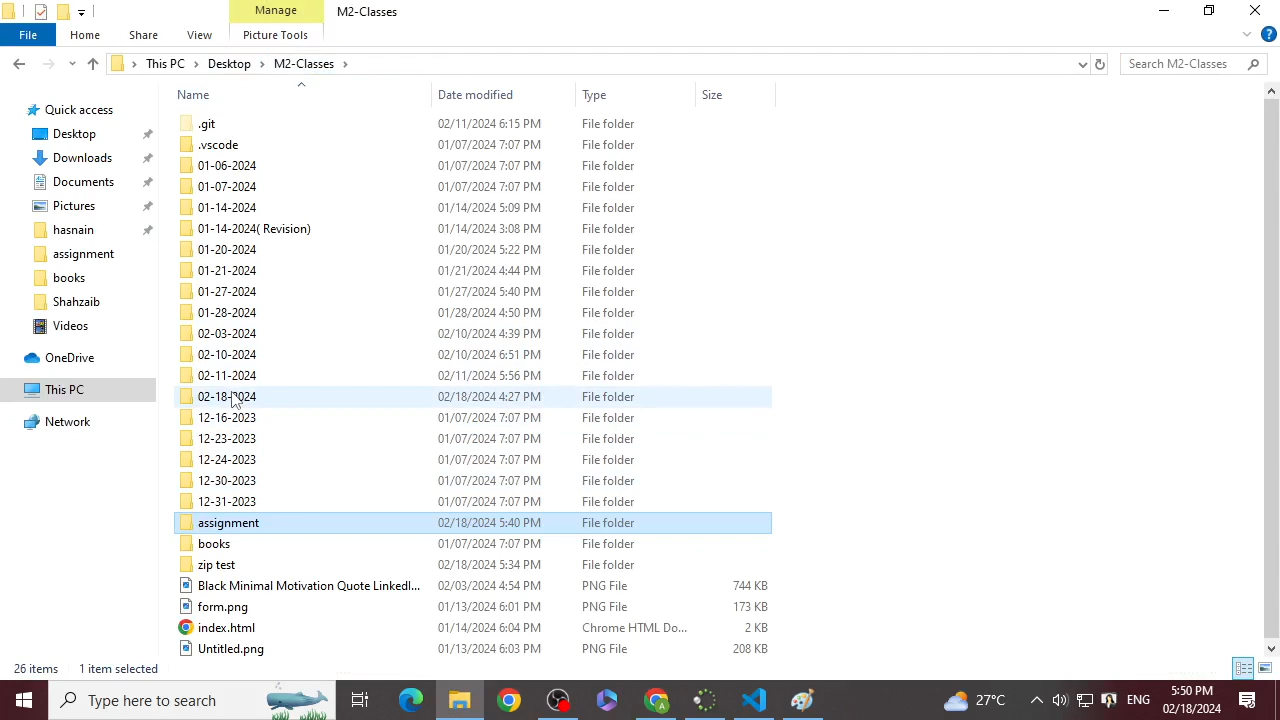 Manage
M2-Classes
File
Home
Share
View
Picture Tools
This PC
Desktop
M2-Classes
Search M2-Classes
Name
Date modified
Type
Size
Quick access
Desktop
Downloads
Documents
Pictures
hasnain
assignment
books
Shahzaib
Videos
OneDrive
This PC
Network
.git 02/11/2024 6:15 PM File folder
.vscode 01/07/2024 7:07 PM File folder
01-06-2024 01/07/2024 7:07 PM File folder
01-07-2024 01/07/2024 7:07 PM File folder
01-14-2024 01/14/2024 5:09 PM File folder
01-14-2024( Revision) 01/14/2024 3:08 PM File folder
01-20-2024 01/20/2024 5:22 PM File folder
01-21-2024 01/21/2024 4:44 PM File folder
01-27-2024 01/27/2024 5:40 PM File folder
01-28-2024 01/28/2024 4:50 PM File folder
02-03-2024 02/10/2024 4:39 PM File folder
02-10-2024 02/10/2024 6:51 PM File folder
02-11-2024 02/11/2024 5:56 PM File folder
02-18-2024 02/18/2024 4:27 PM File folder
12-16-2023 01/07/2024 7:07 PM File folder
12-23-2023 01/07/2024 7:07 PM File folder
12-24-2023 01/07/2024 7:07 PM File folder
12-30-2023 01/07/2024 7:07 PM File folder
12-31-2023 01/07/2024 7:07 PM File folder
assignment 02/18/2024 5:40 PM File folder
books 01/07/2024 7:07 PM File folder
zip test 02/18/2024 5:34 PM File folder
Black Minimal Motivation Quote LinkedI... 02/03/2024 4:54 PM PNG File 744 KB
form.png 01/13/2024 6:01 PM PNG File 173 KB
index.html 01/14/2024 6:04 PM Chrome HTML Do... 2 KB
Untitled.png 01/13/2024 6:03 PM PNG File 208 KB
26 items
1 item selected
Type here to search
27°C
ENG
5:50 PM
02/18/2024